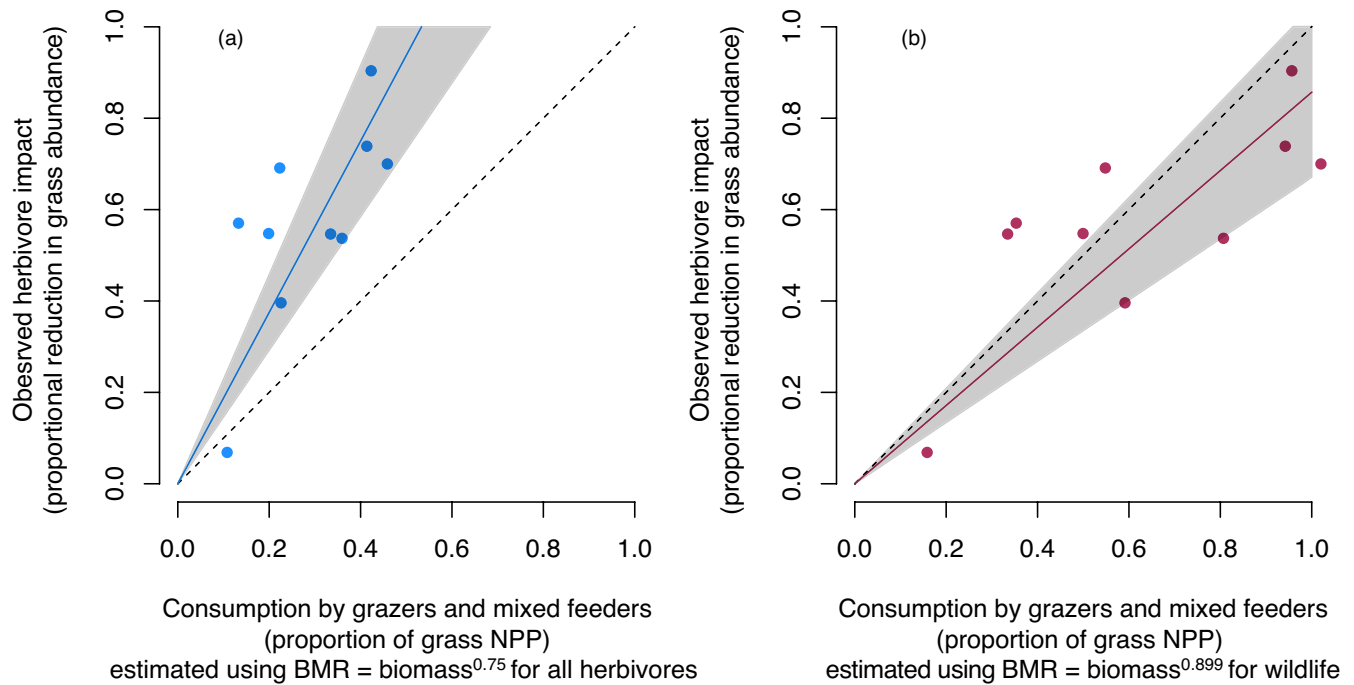 (a)
Obesrved herbivore impact
(proportional reduction in grass abundance)
1.0
0.8
0.6
0.4
0.2
0.0
0.0 0.2 0.4 0.6 0.8 1.0
Consumption by grazers and mixed feeders
(proportion of grass NPP)
estimated using BMR = biomass^0.75 for all herbivores
(b)
Observed herbivore impact
(proportional reduction in grass abundance)
1.0
0.8
0.6
0.4
0.2
0.0
0.0 0.2 0.4 0.6 0.8 1.0
Consumption by grazers and mixed feeders
(proportion of grass NPP)
estimated using BMR = biomass^0.899 for wildlife